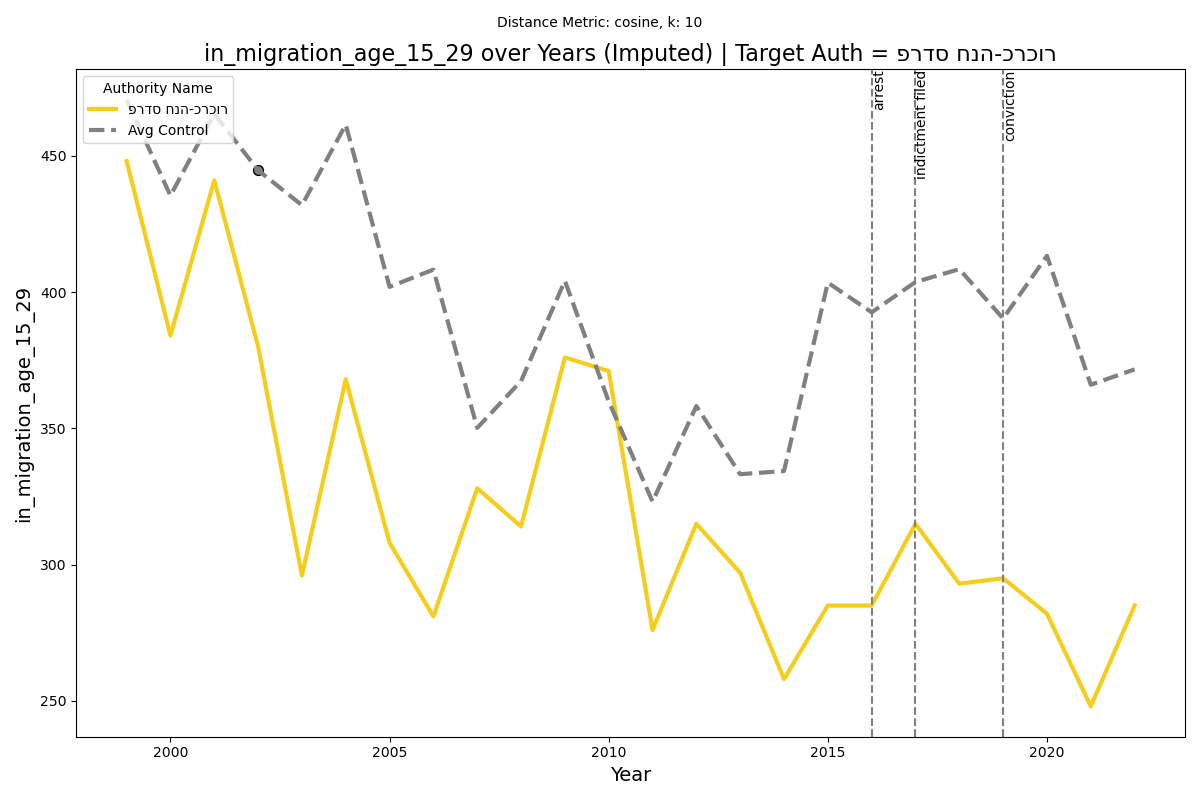 Distance Metric: cosine, k: 10
in_migration_age_15_29 over Years (Imputed) | Target Auth = פרדס חנה-כרכור
Authority Name
פרדס חנה-כרכור
Avg Control
arrest
indictment filed
conviction
in_migration_age_15_29
450
400
350
300
250
2000
2005
2010
2015
2020
Year